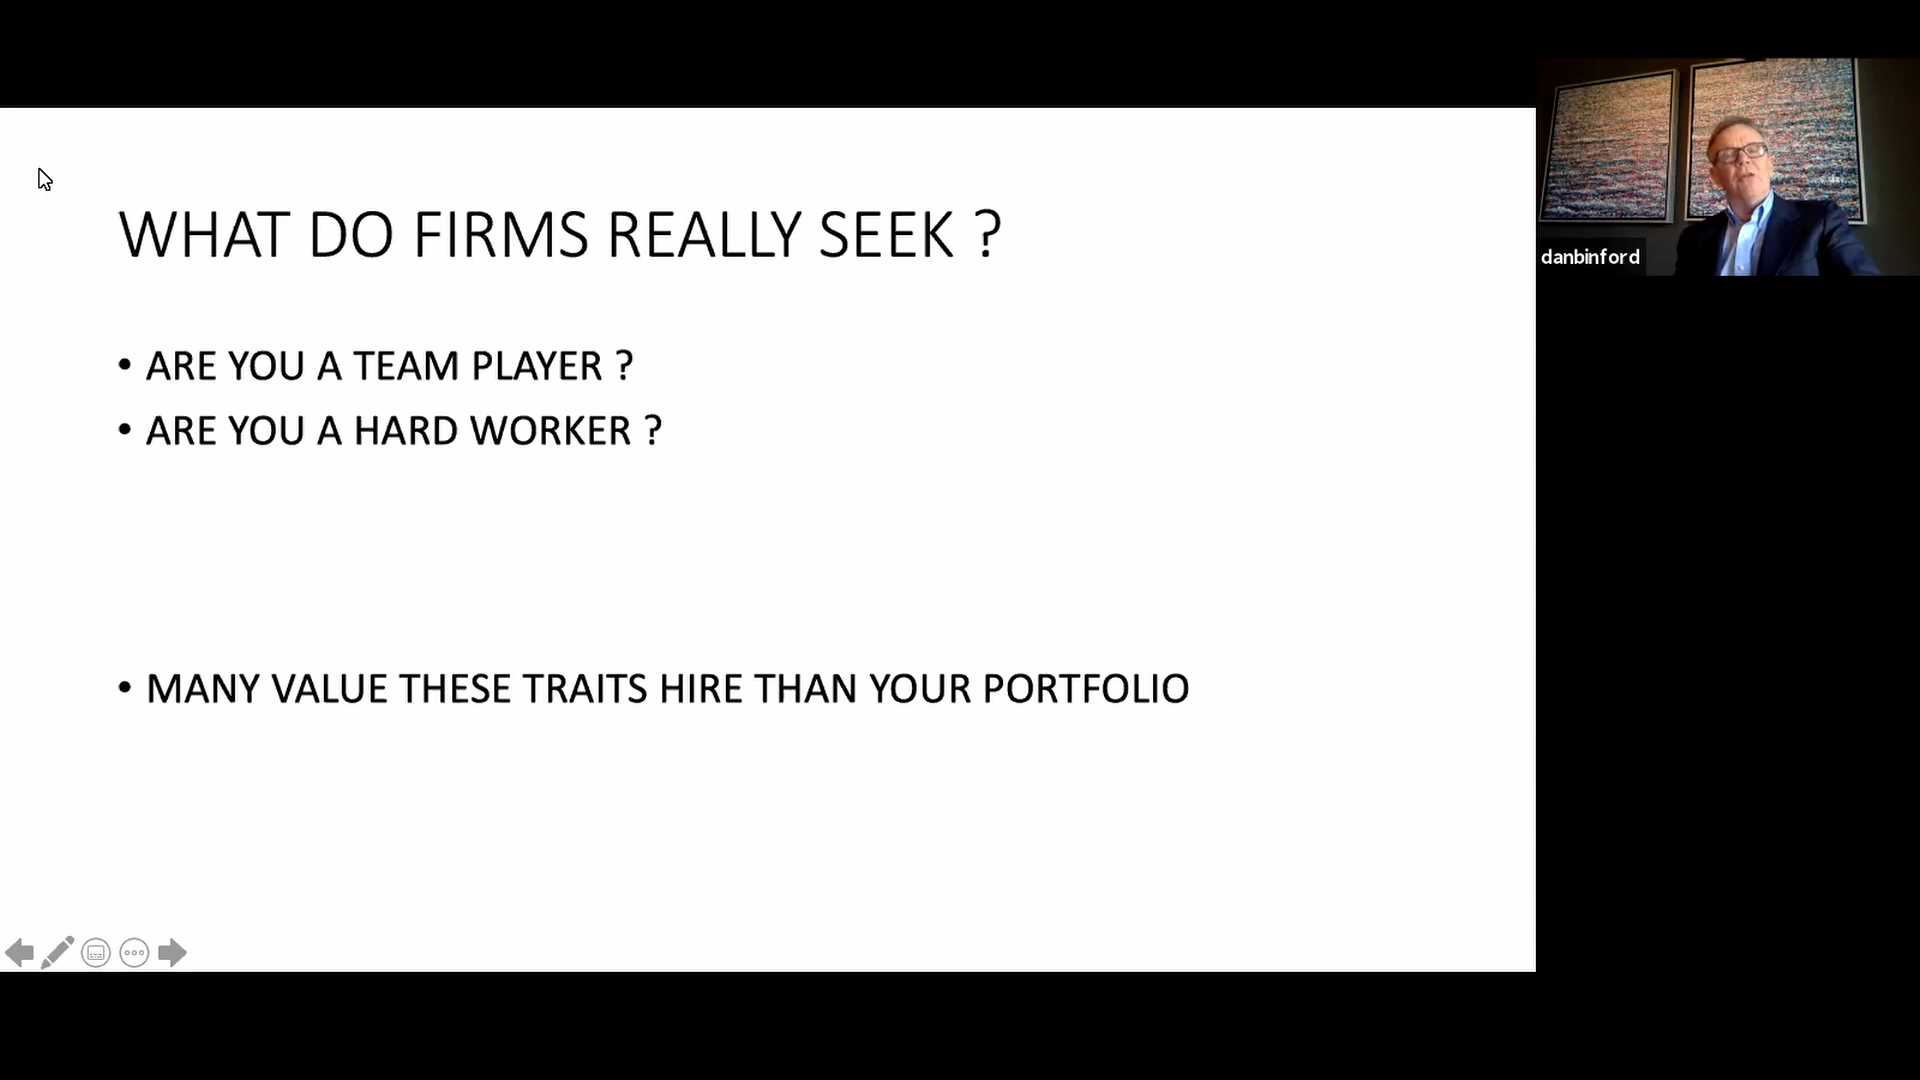 WHAT DO FIRMS REALLY SEEK ?
• ARE YOU A TEAM PLAYER ?
• ARE YOU A HARD WORKER ?
• MANY VALUE THESE TRAITS HIRE THAN YOUR PORTFOLIO
danbinford